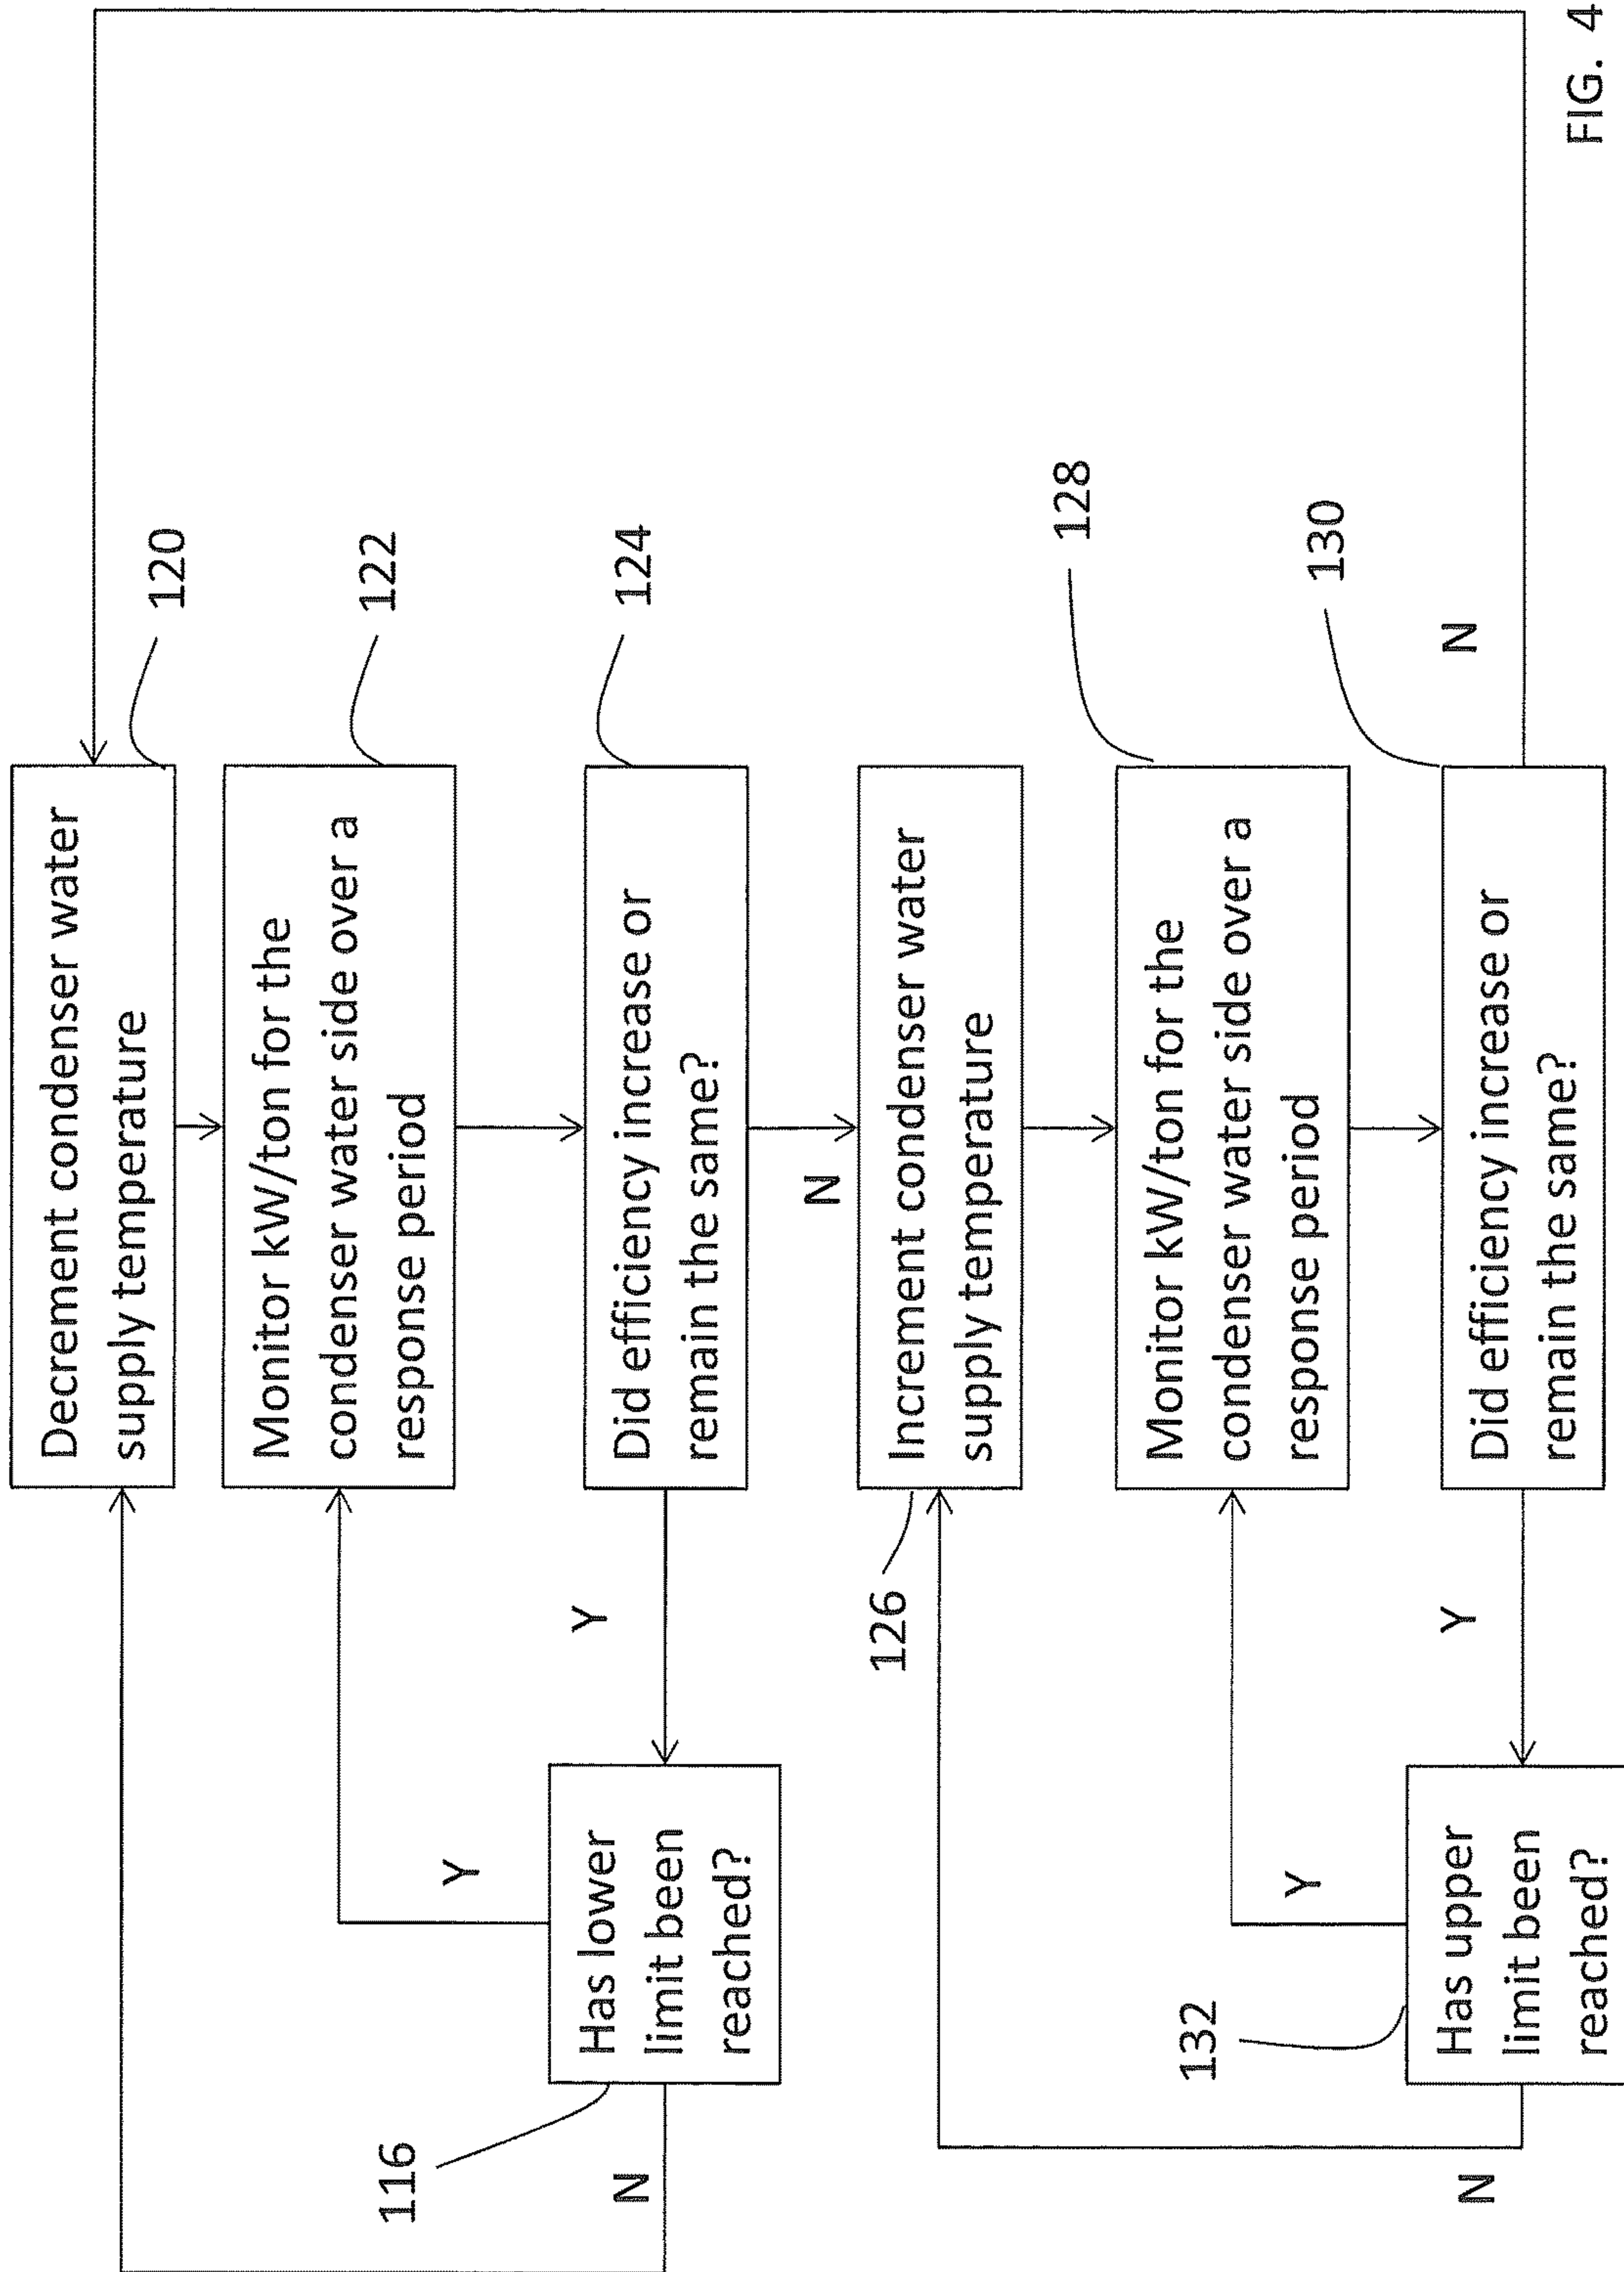 Decrement condenser water
supply temperature
120
Monitor kW/ton for the
condenser water side over a
response period
122
Did efficiency increase or
remain the same?
124
Y
N
Has lower
limit been
reached?
116
Y
N
Increment condenser water
supply temperature
126
Monitor kW/ton for the
condenser water side over a
response period
128
Did efficiency increase or
remain the same?
130
Y
N
Has upper
limit been
reached?
132
Y
N
FIG. 4